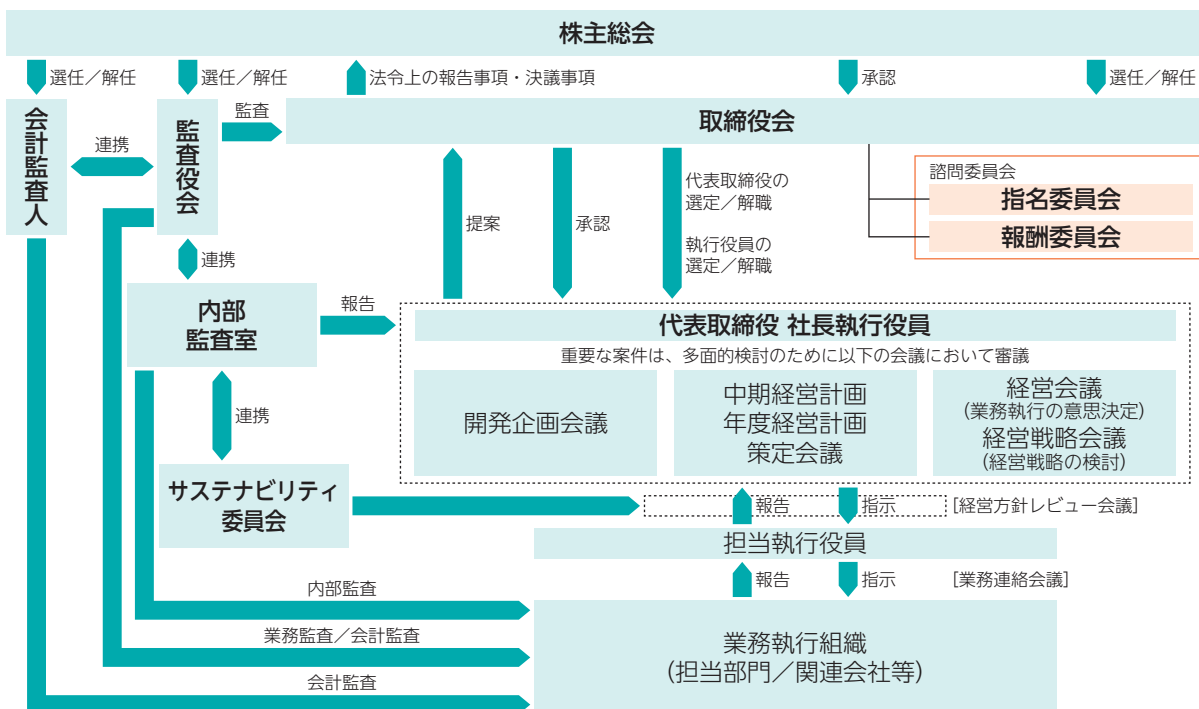 株主総会
選任／解任
選任／解任
法令上の報告事項・決議事項
承認
選任／解任
会計監査人
連携
監査役会
監査
取締役会
諮問委員会
指名委員会
報酬委員会
提案
承認
代表取締役の
選定／解職
執行役員の
選定／解職
連携
内部
監査室
報告
代表取締役 社長執行役員
重要な案件は、多面的検討のために以下の会議において審議
開発企画会議
中期経営計画
年度経営計画
策定会議
経営会議
(業務執行の意思決定)
経営戦略会議
(経営戦略の検討)
連携
サステナビリティ
委員会
報告
指示
[経営方針レビュー会議]
担当執行役員
報告
指示
[業務連絡会議]
内部監査
業務監査／会計監査
会計監査
業務執行組織
(担当部門／関連会社等)